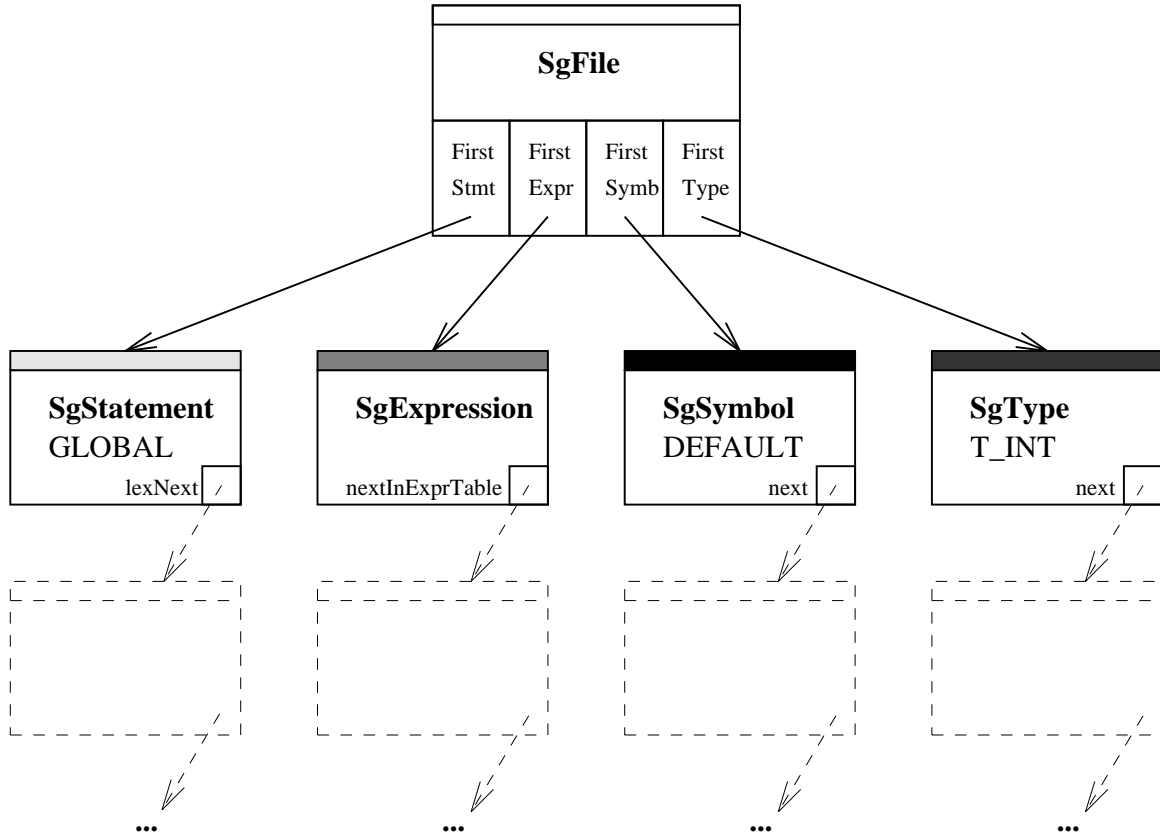 SgFile
First First First First
Stmt Expr Symb Type
SgStatement SgExpression SgSymbol SgType
GLOBAL DEFAULT T_INT
lexNext nextInExprTable next next
... ... ... ...